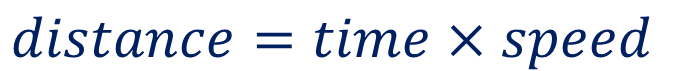 distance = time × speed